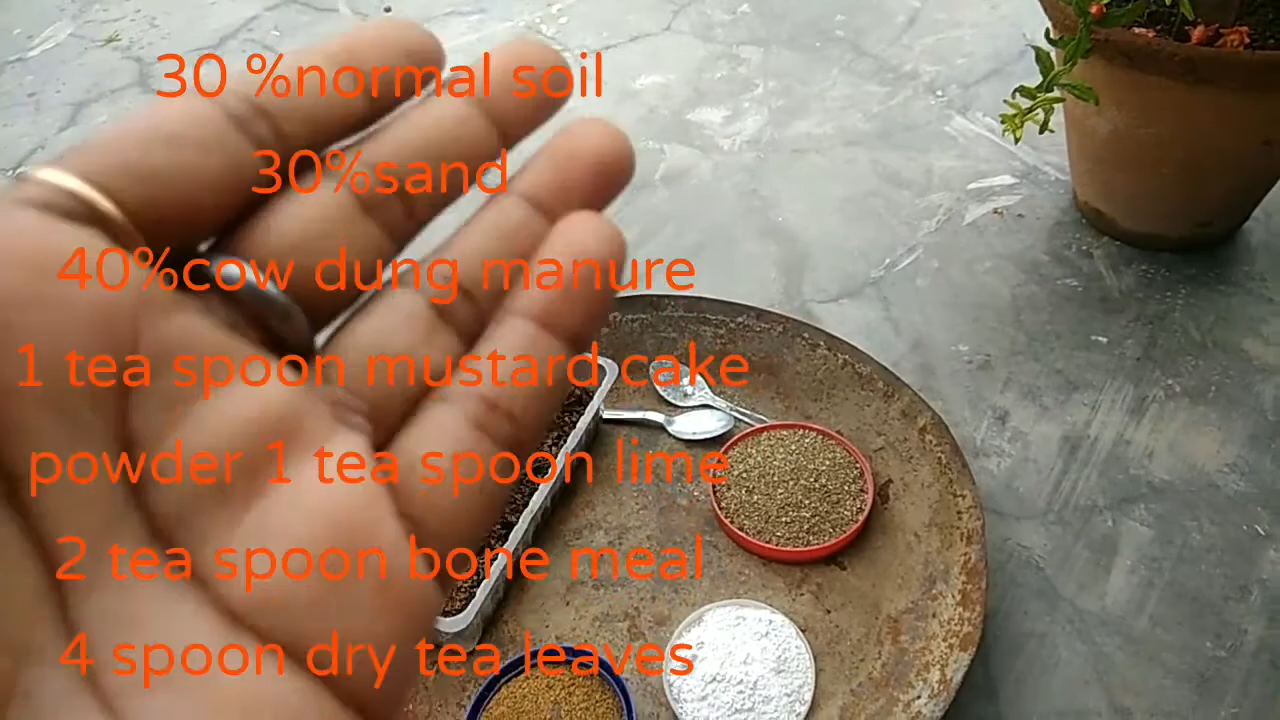 30 %normal soil
30%sand
40%cow dung manure
1 tea spoon mustard cake
powder 1 tea spoon lime
2 tea spoon bone meal
4 spoon dry tea leaves